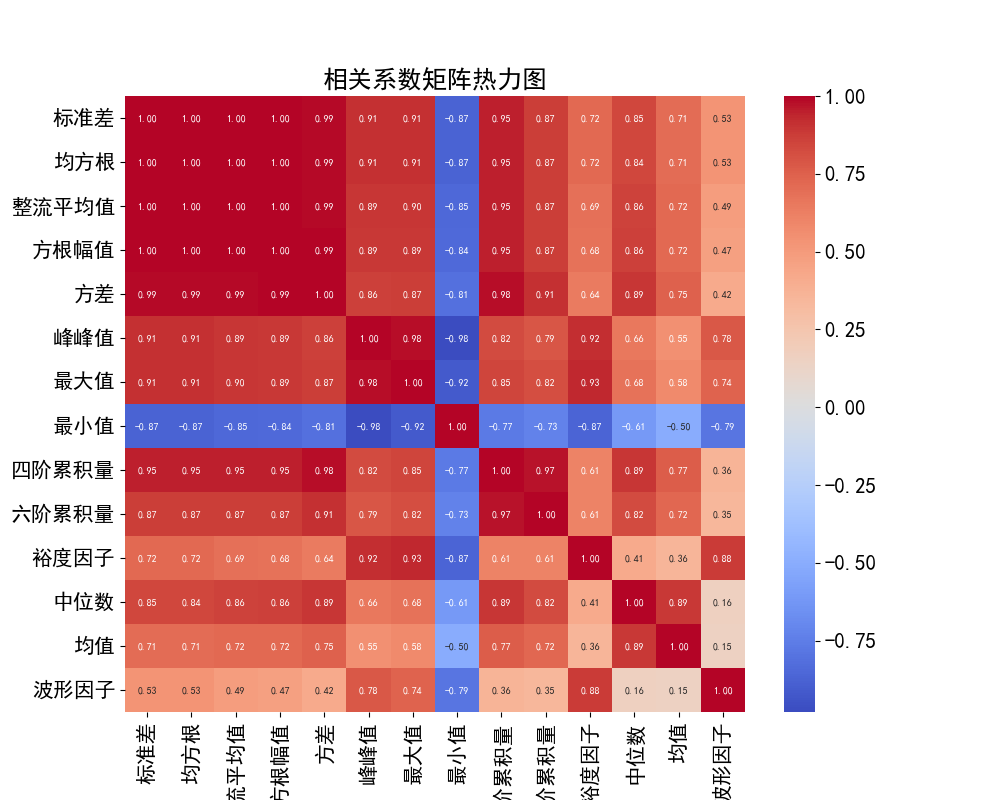 相关系数矩阵热力图
标准差 1.00 1.00 1.00 1.00 0.99 0.91 0.91 −0.87 0.95 0.87 0.72 0.85 0.71 0.53
均方根 1.00 1.00 1.00 1.00 0.99 0.91 0.91 −0.87 0.95 0.87 0.72 0.84 0.71 0.53
整流平均值 1.00 1.00 1.00 1.00 0.99 0.89 0.90 −0.85 0.95 0.87 0.69 0.86 0.72 0.49
方根幅值 1.00 1.00 1.00 1.00 0.99 0.89 0.89 −0.84 0.95 0.87 0.68 0.86 0.72 0.47
方差 0.99 0.99 0.99 0.99 1.00 0.86 0.87 −0.81 0.98 0.91 0.64 0.89 0.75 0.42
峰峰值 0.91 0.91 0.89 0.89 0.86 1.00 0.98 −0.98 0.82 0.79 0.92 0.66 0.55 0.78
最大值 0.91 0.91 0.90 0.89 0.87 0.98 1.00 −0.92 0.85 0.82 0.93 0.68 0.58 0.74
最小值 −0.87 −0.87 −0.85 −0.84 −0.81 −0.98 −0.92 1.00 −0.77 −0.73 −0.87 −0.61 −0.50 −0.79
四阶累积量 0.95 0.95 0.95 0.95 0.98 0.82 0.85 −0.77 1.00 0.97 0.61 0.89 0.77 0.36
六阶累积量 0.87 0.87 0.87 0.87 0.91 0.79 0.82 −0.73 0.97 1.00 0.61 0.82 0.72 0.35
裕度因子 0.72 0.72 0.69 0.68 0.64 0.92 0.93 −0.87 0.61 0.61 1.00 0.41 0.36 0.88
中位数 0.85 0.84 0.86 0.86 0.89 0.66 0.68 −0.61 0.89 0.82 0.41 1.00 0.89 0.16
均值 0.71 0.71 0.72 0.72 0.75 0.55 0.58 −0.50 0.77 0.72 0.36 0.89 1.00 0.15
波形因子 0.53 0.53 0.49 0.47 0.42 0.78 0.74 −0.79 0.36 0.35 0.88 0.16 0.15 1.00
标准差
均方根
流平均值
方根幅值
方差
峰峰值
最大值
最小值
阶累积量
阶累积量
裕度因子
中位数
均值
波形因子
1.00
0.75
0.50
0.25
0.00
−0.25
−0.50
−0.75